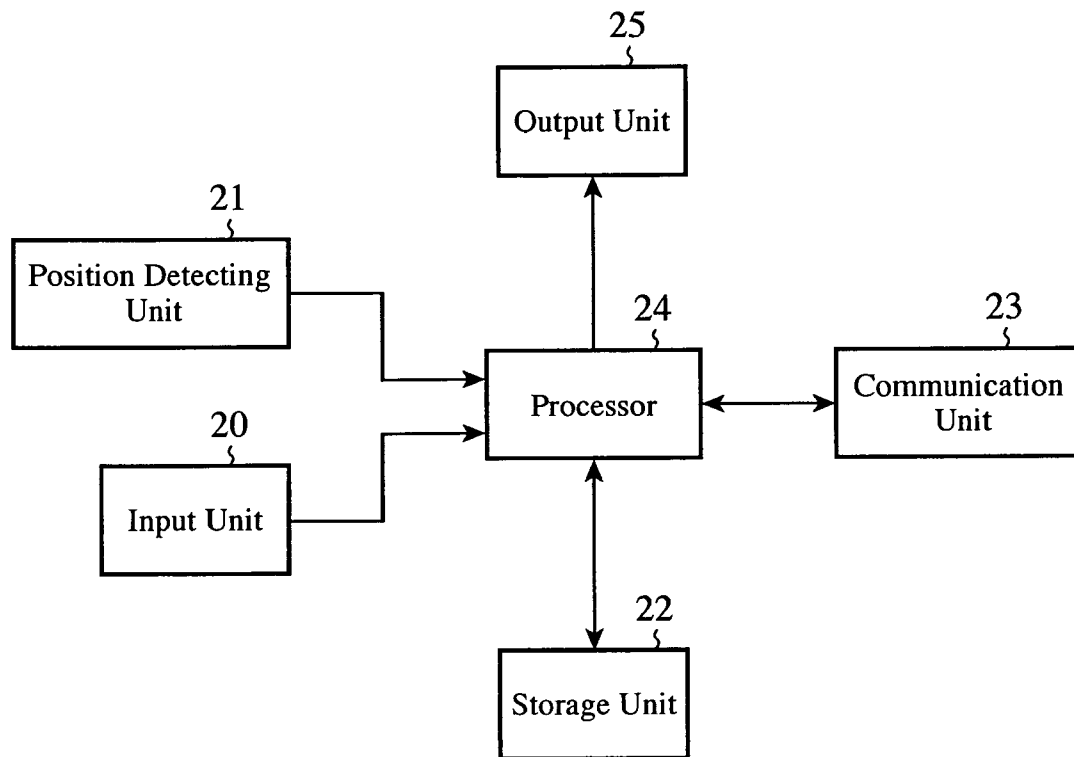 25
Output Unit
21
Position Detecting
Unit
24
Processor
23
Communication
Unit
20
Input Unit
22
Storage Unit